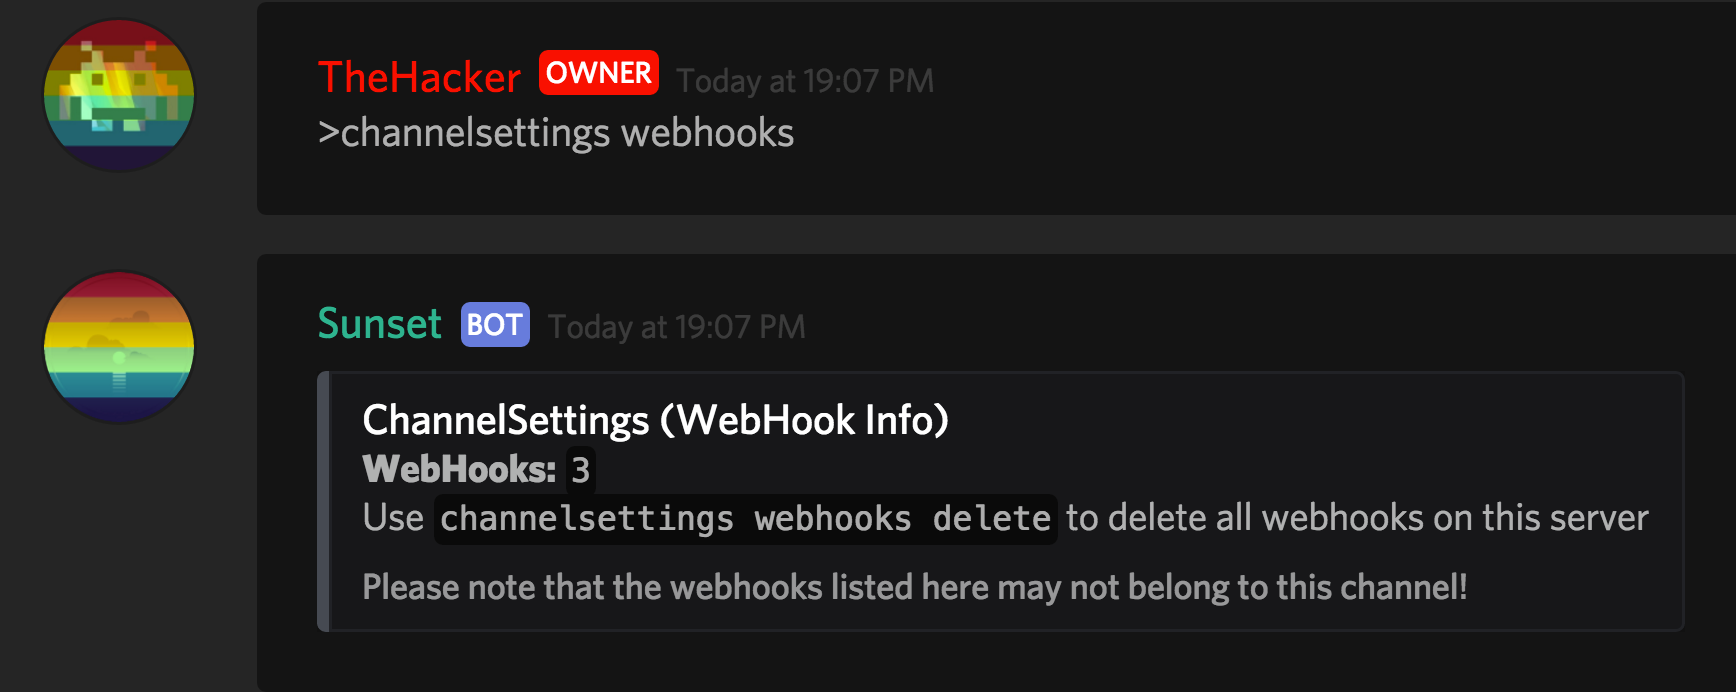 TheHacker OWNER Today at 19:07 PM
>channelsettings webhooks
Sunset BOT Today at 19:07 PM
ChannelSettings (WebHook Info)
WebHooks: 3
Use channelsettings webhooks delete to delete all webhooks on this server
Please note that the webhooks listed here may not belong to this channel!